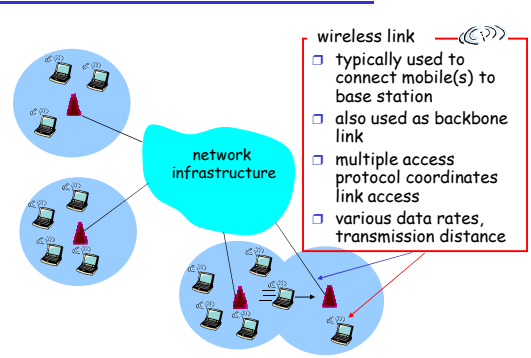 wireless link
typically used to
connect mobile(s) to
base station
also used as backbone
link
multiple access
protocol coordinates
link access
various data rates,
transmission distance
network
infrastructure